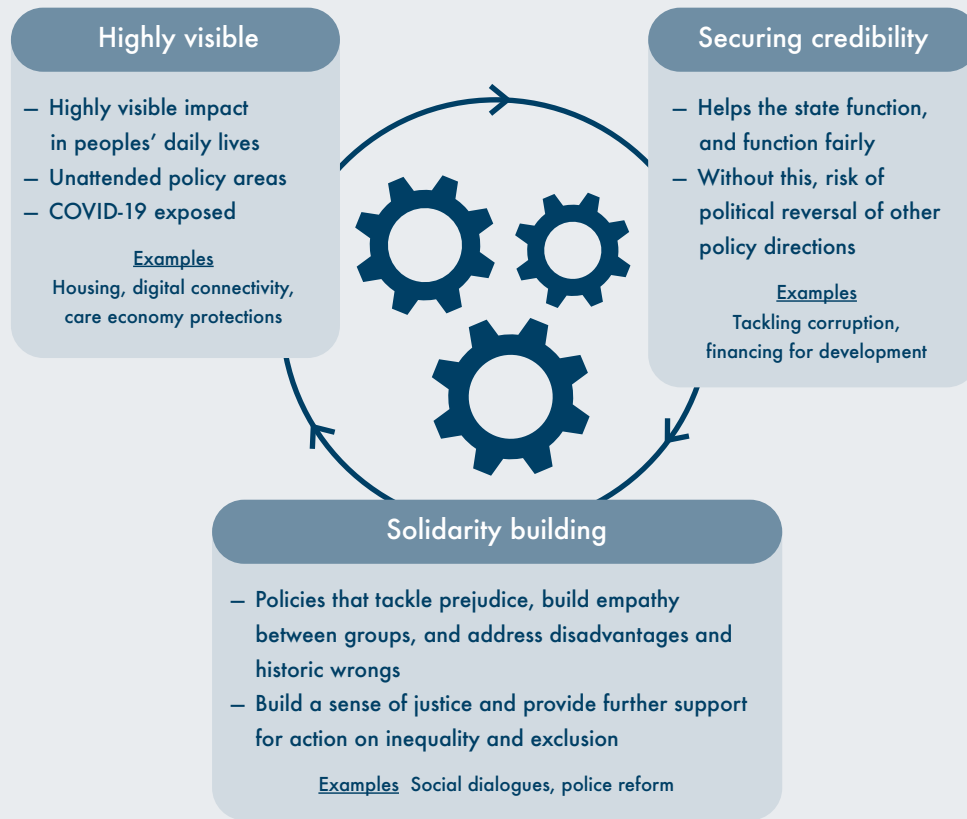 Highly visible
— Highly visible impact
in peoples’ daily lives
— Unattended policy areas
— COVID-19 exposed
Examples
Housing, digital connectivity,
care economy protections
Securing credibility
— Helps the state function,
and function fairly
— Without this, risk of
political reversal of other
policy directions
Examples
Tackling corruption,
financing for development
Solidarity building
— Policies that tackle prejudice, build empathy
between groups, and address disadvantages and
historic wrongs
— Build a sense of justice and provide further support
for action on inequality and exclusion
Examples Social dialogues, police reform